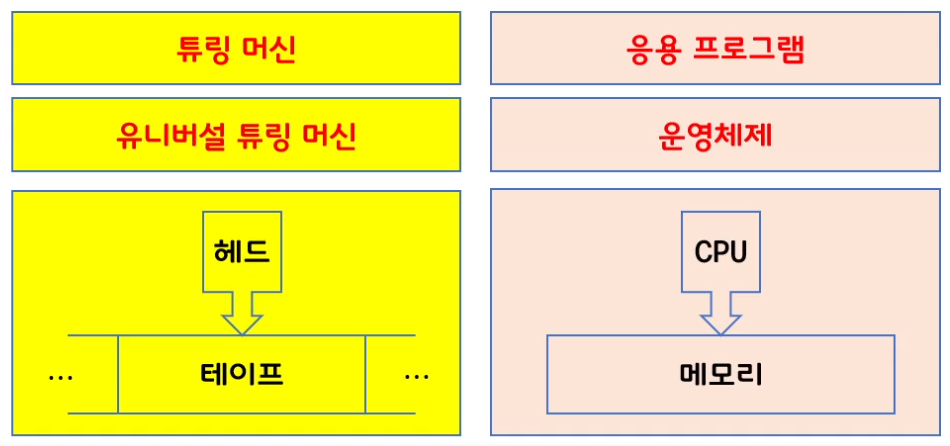 튜링 머신
응용 프로그램
유니버설 튜링 머신
운영체제
헤드
CPU
... 테이프 ...
메모리